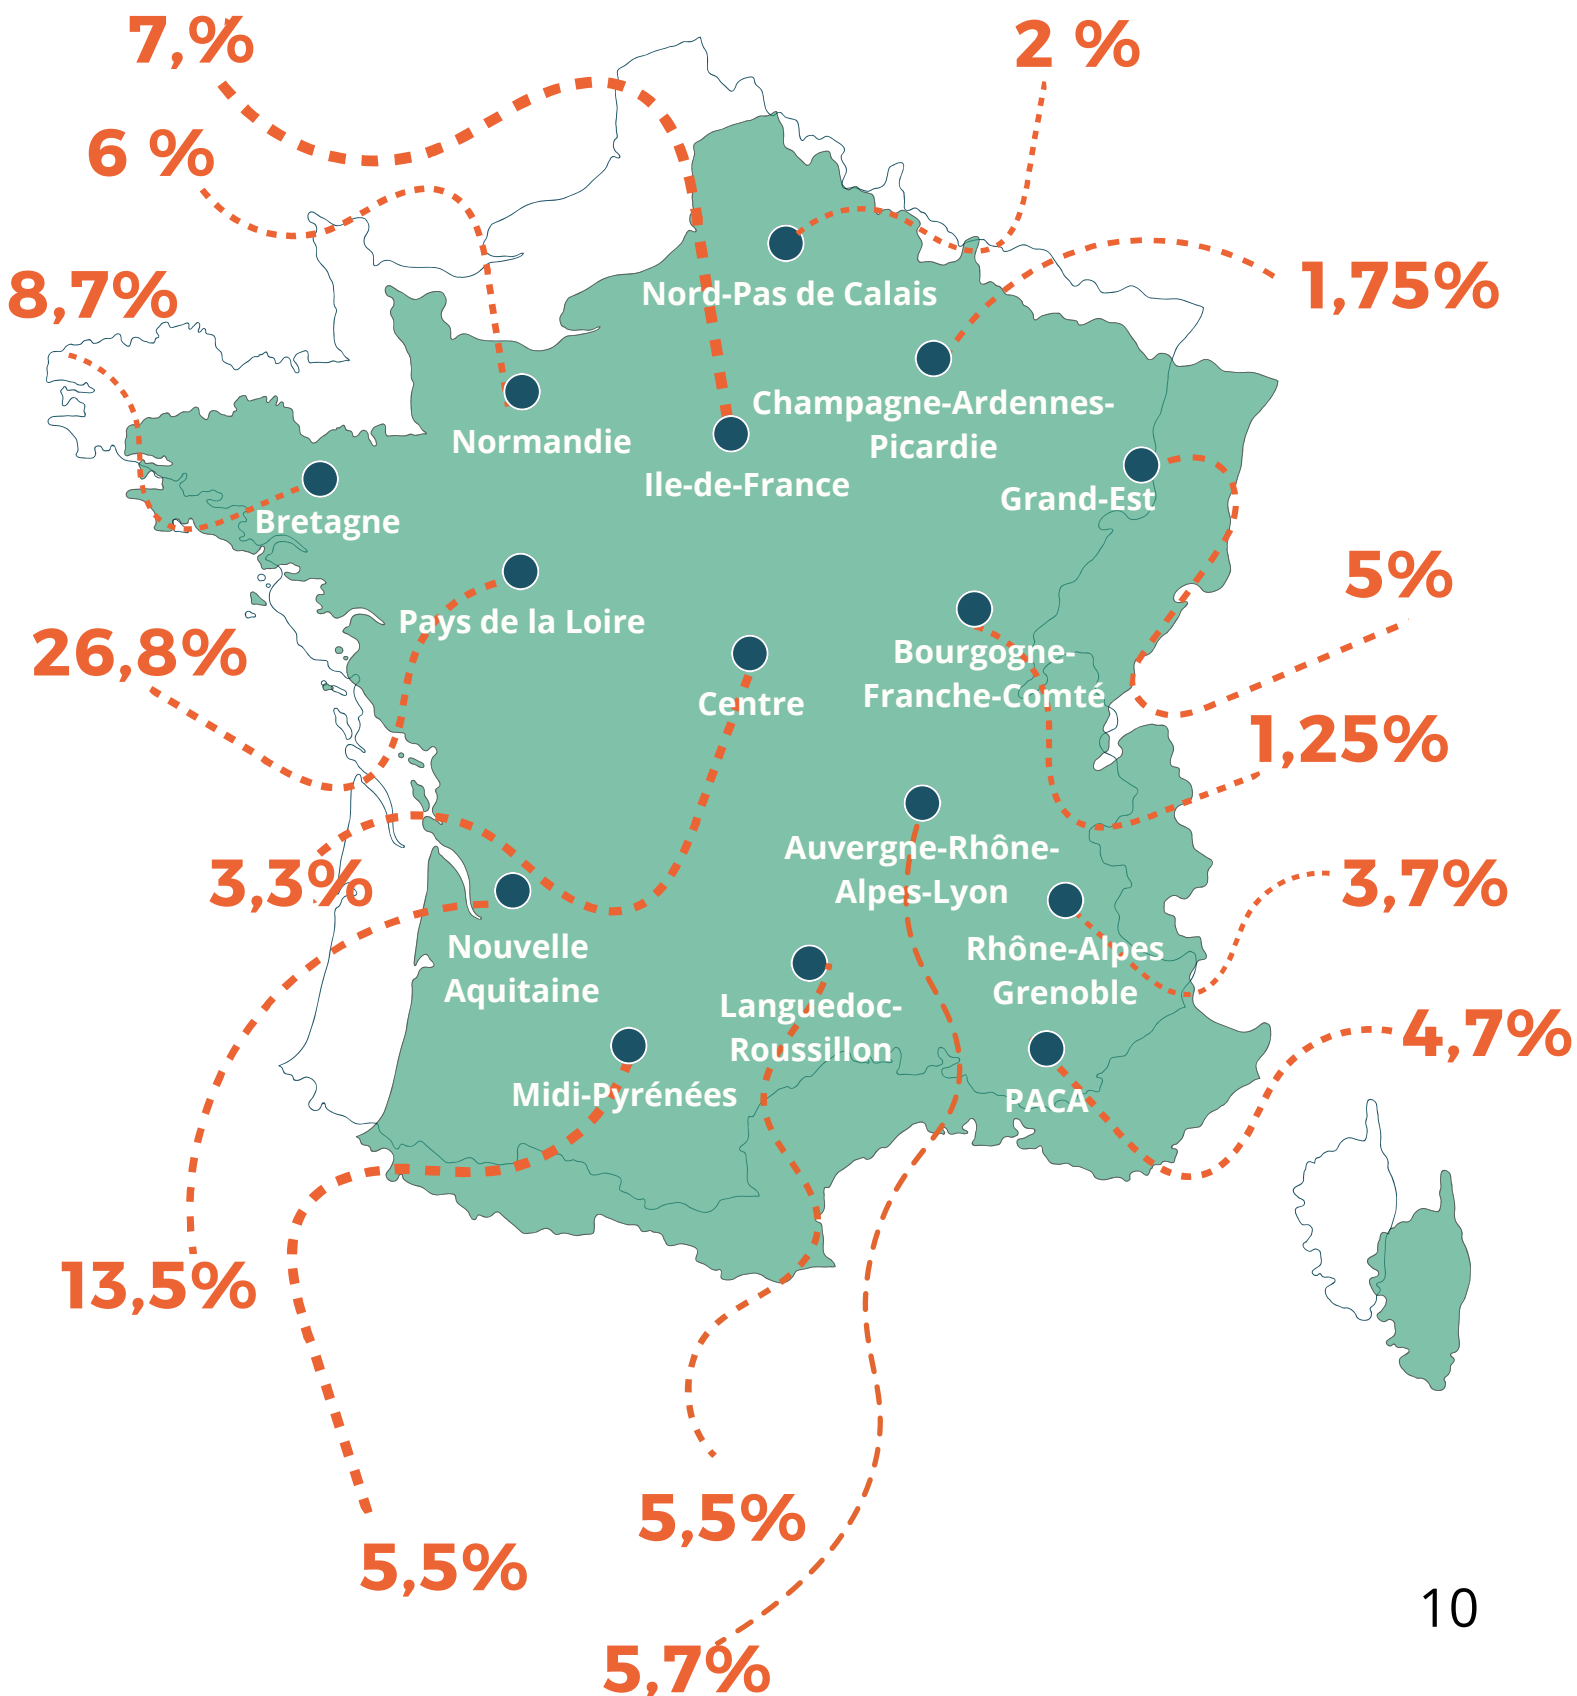 7,%
2 %
6 %
8,7%
1,75%
Nord-Pas de Calais
Champagne-Ardennes-
Picardie
Normandie
Ile-de-France
Grand-Est
Bretagne
5%
Pays de la Loire
26,8%
Bourgogne-
Franche-Comté
Centre
1,25%
Auvergne-Rhône-
Alpes-Lyon
3,3%
3,7%
Nouvelle
Aquitaine
Rhône-Alpes
Grenoble
Languedoc-
Roussillon
4,7%
Midi-Pyrénées
PACA
13,5%
5,5%
5,5%
10
5,7%